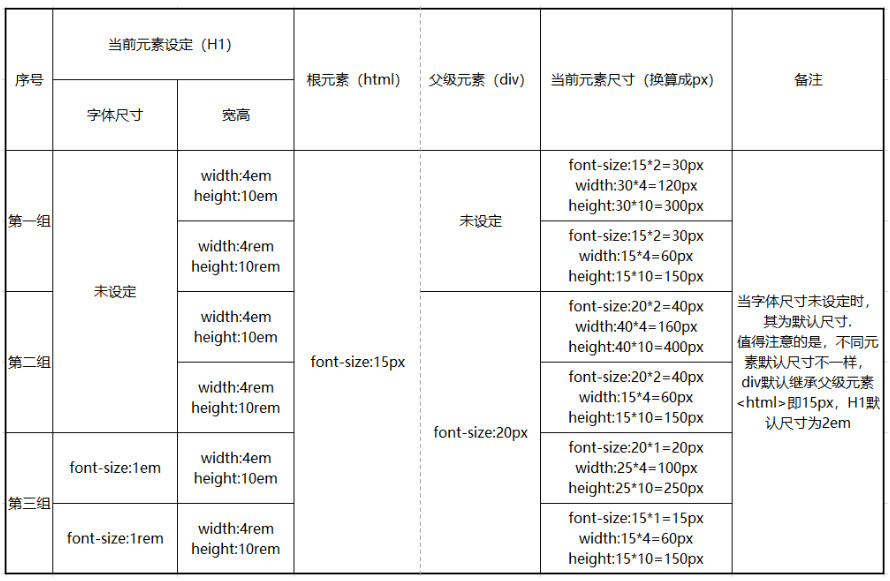 序号
当前元素设定（H1）
字体尺寸
宽高
根元素（html）
父级元素（div）
当前元素尺寸（换算成px）
备注
第一组
未设定
width:4em
height:10em
font-size:15px
未设定
font-size:15*2=30px
width:30*4=120px
height:30*10=300px
width:4rem
height:10rem
font-size:15*2=30px
width:15*4=60px
height:15*10=150px
第二组
width:4em
height:10em
font-size:20px
font-size:20*2=40px
width:40*4=160px
height:40*10=400px
width:4rem
height:10rem
font-size:20*2=40px
width:15*4=60px
height:15*10=150px
第三组
font-size:1em
width:4em
height:10em
font-size:20*1=20px
width:25*4=100px
height:25*10=250px
font-size:1rem
width:4rem
height:10rem
font-size:15*1=15px
width:15*4=60px
height:15*10=150px
当字体尺寸未设定时，
其为默认尺寸.
值得注意的是，不同元
素默认尺寸不一样，
div默认继承父级元素
<html>即15px，H1默
认尺寸为2em